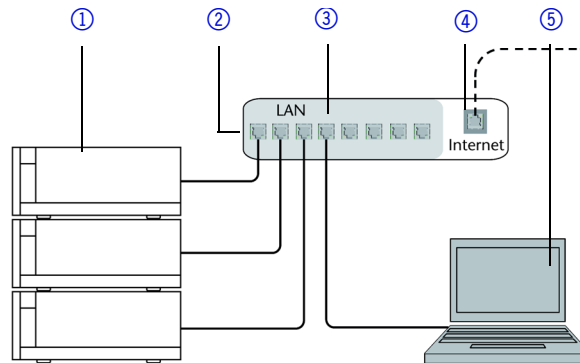 ① ② ③ ④ ⑤
LAN
Internet